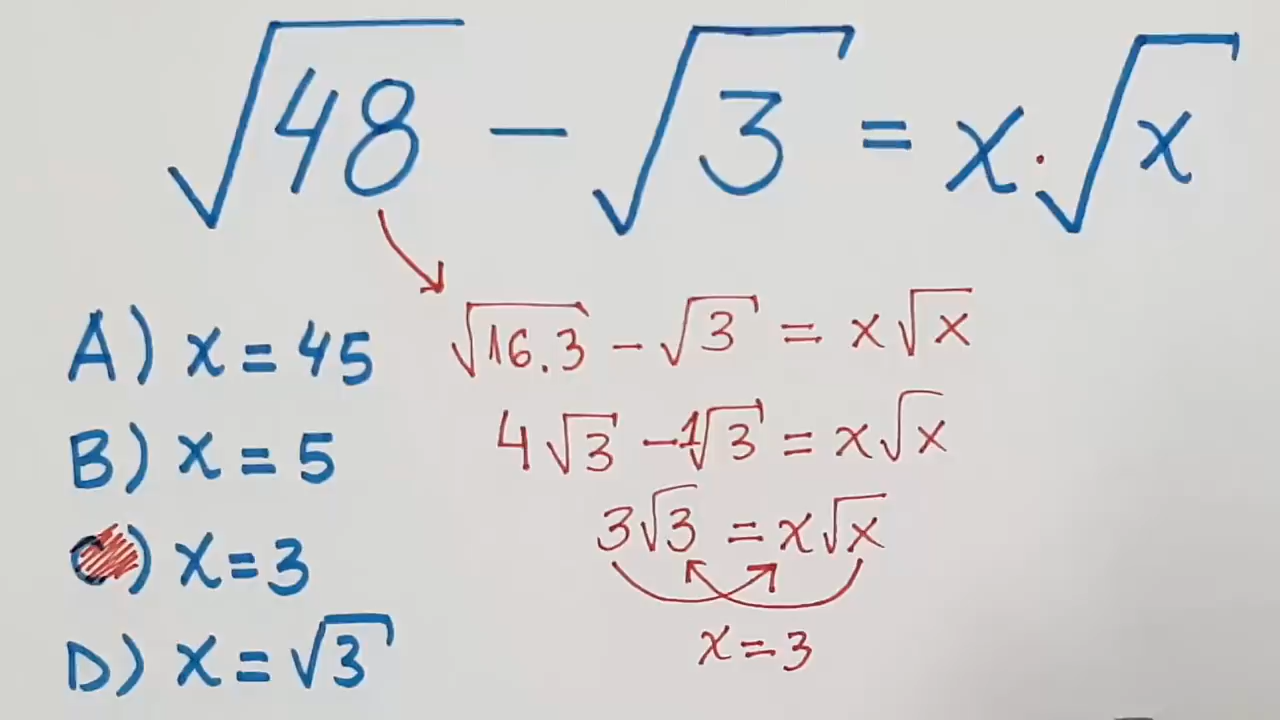 √48 − √3 = x·√x
A) x = 45
B) x = 5
C) x = 3
D) x = √3
√16.3 − √3 = x√x
4√3 − 1√3 = x√x
3√3 = x√x
x = 3